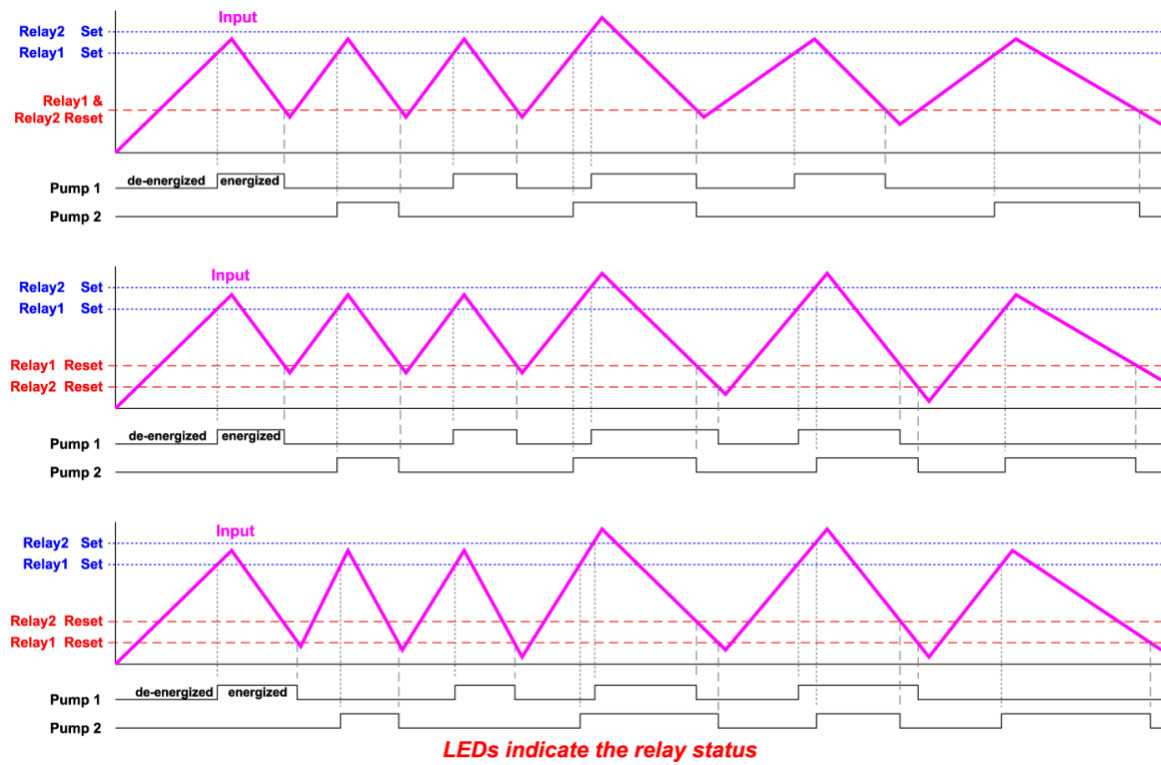 Input
Relay2 Set
Relay1 Set
Relay1 &
Relay2 Reset
de-energized energized
Pump 1
Pump 2
Input
Relay2 Set
Relay1 Set
Relay1 Reset
Relay2 Reset
de-energized energized
Pump 1
Pump 2
Input
Relay2 Set
Relay1 Set
Relay2 Reset
Relay1 Reset
de-energized energized
Pump 1
Pump 2
LEDs indicate the relay status